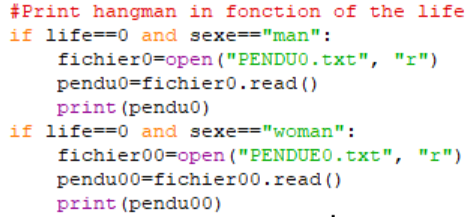 #Print hangman in fonction of the life
if life==0 and sexe=="man":
    fichier0=open("PENDU0.txt", "r")
    pendu0=fichier0.read()
    print(pendu0)
if life==0 and sexe=="woman":
    fichier00=open("PENDUE0.txt", "r")
    pendu00=fichier00.read()
    print(pendu00)